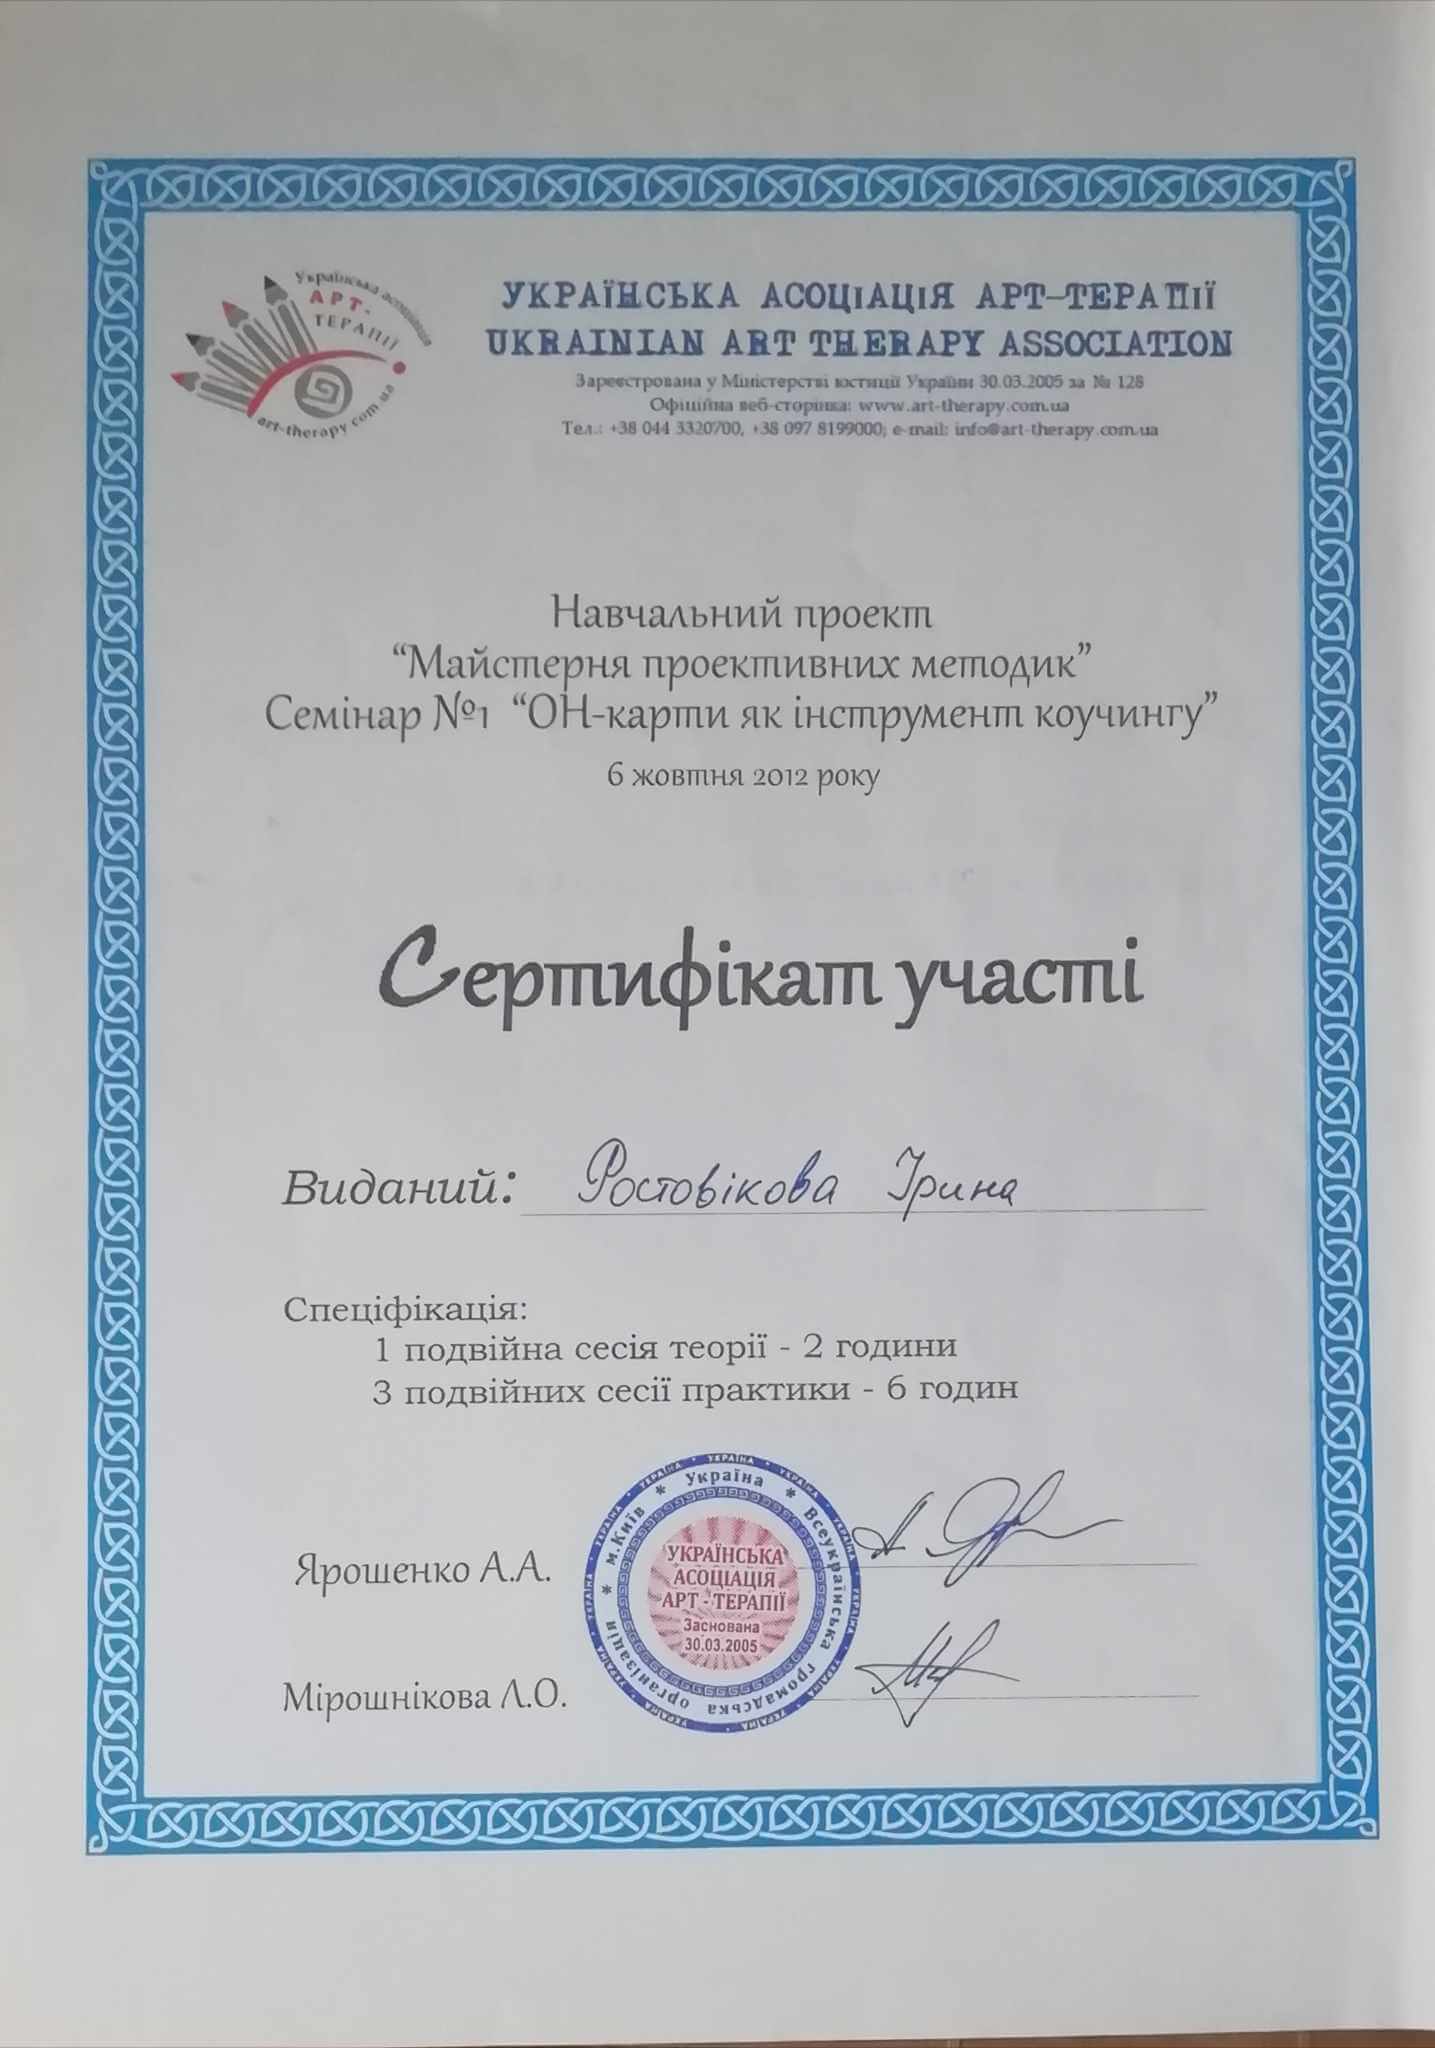 Українська асоціація
АРТ-
ТЕРАПІЇ
art-therapy.com.ua
УКРАЇНСЬКА АСОЦІАЦІЯ АРТ-ТЕРАПІЇ
UKRAINIAN ART THERAPY ASSOCIATION
Зареєстрована у Міністерстві юстиції України 30.03.2005 за № 128
Офіційна веб-сторінка: www.art-therapy.com.ua
Тел.: +38 044 3320700, +38 097 8199000; e-mail: info@art-therapy.com.ua
Навчальний проект
“Майстерня проективних методик”
Семінар №1 “ОН-карти як інструмент коучингу”
6 жовтня 2012 року
Сертифікат участі
Виданий: Ростовікова Ірина
Специіфікація:
1 подвійна сесія теорії - 2 години
3 подвійних сесії практики - 6 годин
Ярошенко А.А.
Мірошнікова Л.О.
УКРАЇНА * УКРАЇНА * УКРАЇНА * УКРАЇНА
Україна * Всеукраїнська громадська організація * м.Київ *
УКРАЇНСЬКА
АСОЦІАЦІЯ
АРТ - ТЕРАПІЇ
Заснована
30.03.2005